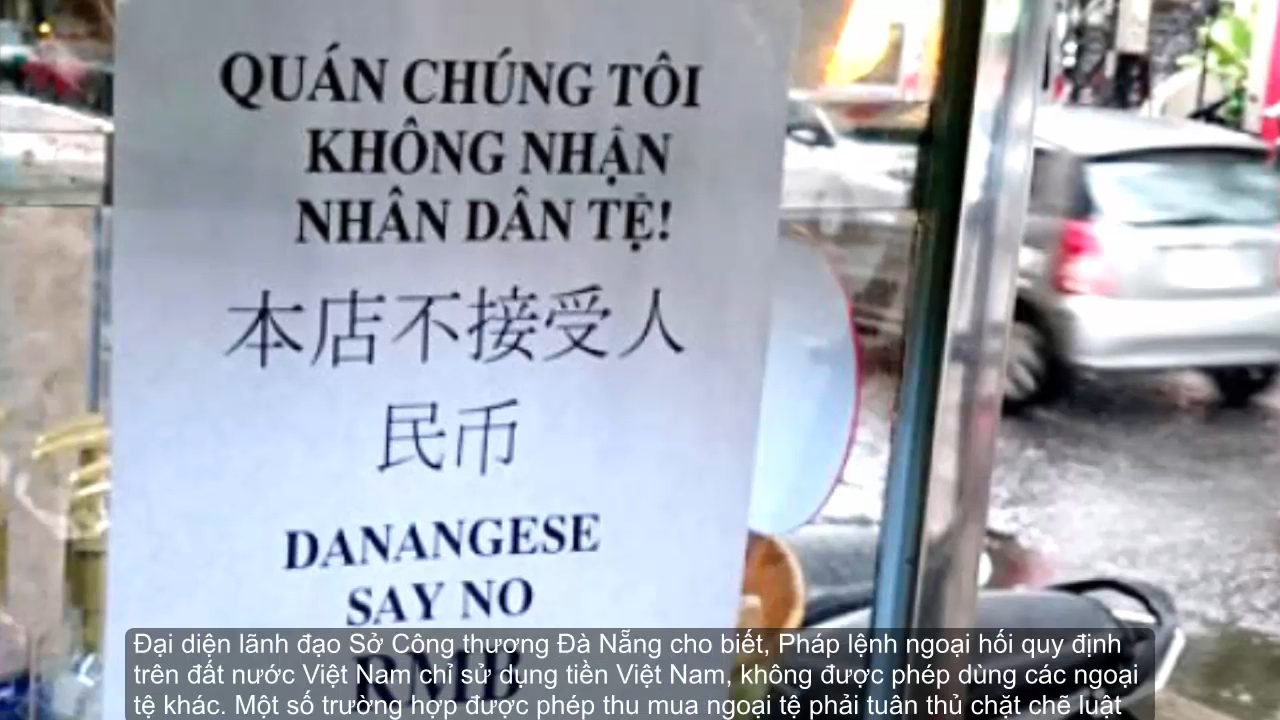 QUÁN CHÚNG TÔI
KHÔNG NHẬN
NHÂN DÂN TỆ!
本店不接受人
民币
DANANGESE
SAY NO
RMB
Đại diện lãnh đạo Sở Công thương Đà Nẵng cho biết, Pháp lệnh ngoại hối quy định
trên đất nước Việt Nam chỉ sử dụng tiền Việt Nam, không được phép dùng các ngoại
tệ khác. Một số trường hợp được phép thu mua ngoại tệ phải tuân thủ chặt chẽ luật